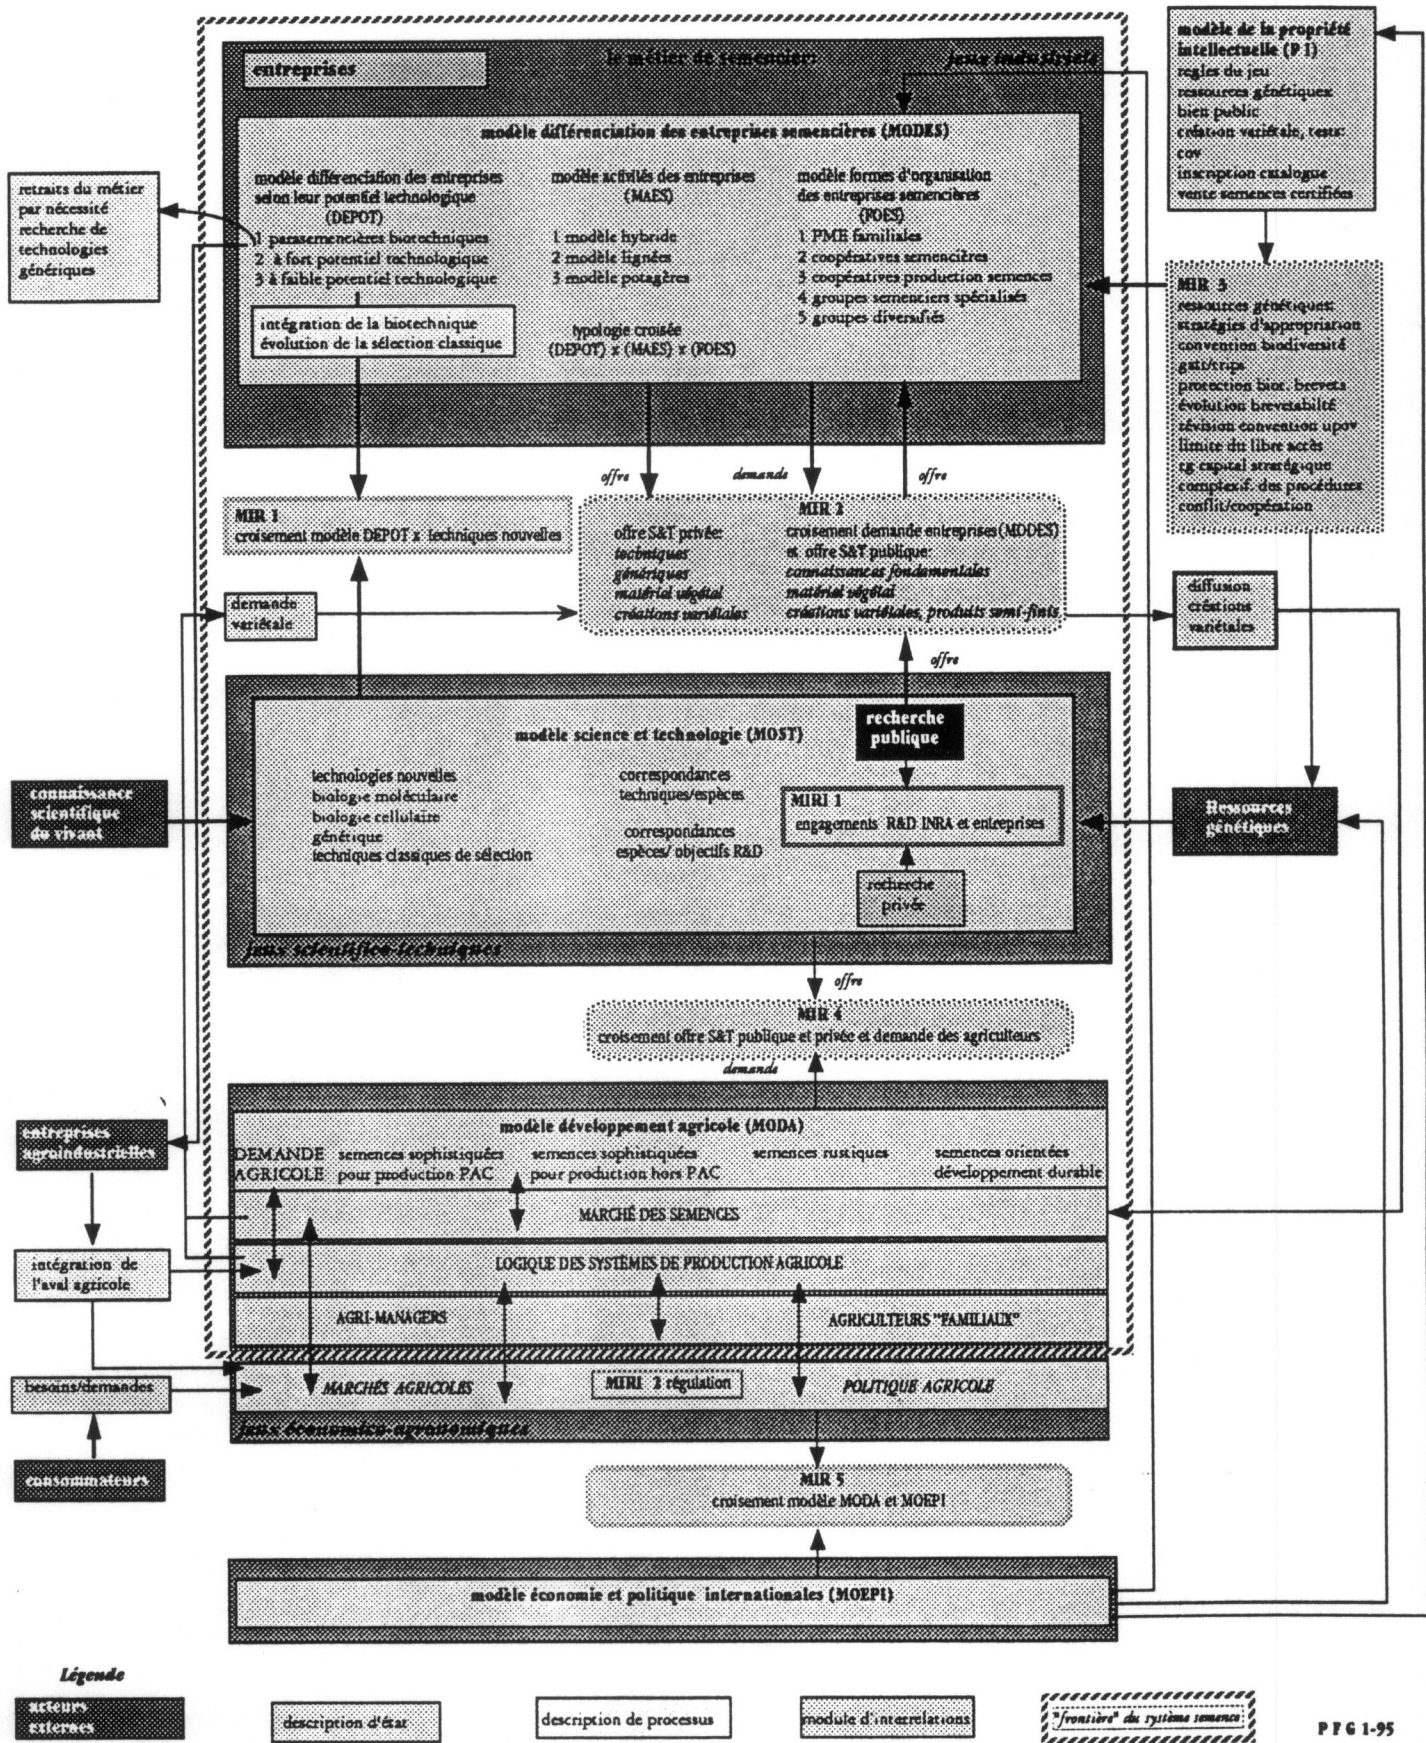 entreprises
le métier de semencier:
jeux industriels
modèle différenciation des entreprises semencières (MODES)
modèle différenciation des entreprises
selon leur potentiel technologique
(DEPOT)
1 parasemencières biotechniques
2 à fort potentiel technologique
3 à faible potentiel technologique
modèle activités des entreprises
(MAES)
1 modèle hybride
2 modèle lignées
3 modèle potagères
modèle formes d'organisation
des entreprises semencières
(FOES)
1 PME familiales
2 coopératives semencières
3 coopératives production semences
4 groupes semenciers spécialisés
5 groupes diversifiés
intégration de la biotechnique
évolution de la sélection classique
typologie croisée
(DEPOT) x (MAES) x (FOES)
retraits du métier
par nécessité
recherche de
technologies
génériques
modèle de la propriété
intellectuelle (P I)
regles du jeu
ressources génétiques:
bien public
création variétale, tests:
cov
inscription catalogue
vente semences certifiées
MIR 3
ressources génétiques:
stratégies d'appropriation
convention biodiversité
gatt/trips
protection biot. brevets
évolution brevetabilté
révision convention upov
limite du libre accès
rg capital stratégique
complexif. des procédures
conflit/coopération
offre
demande
offre
MIR 1
croisement modèle DEPOT x techniques nouvelles
MIR 2
offre S&T privée:
techniques
génériques
matérial végétal
créations variétales
croisement demande entreprises (MODES)
et offre S&T publique:
connaissances fondamentales
matérial végétal
créations variétales, produits semi-finis
demande
variétale
diffusion
créations
variétales
offre
modèle science et technologie (MOST)
recherche
publique
technologies nouvelles
biologie moléculaire
biologie cellulaire
génétique
techniques classiques de sélection
correspondances
techniques/espèces
correspondances
espèces/ objectifs R&D
MIRI 1
engagements R&D INRA et entreprises
recherche
privée
jeux scientifico-techniques
connaissance
scientifique
du vivant
Ressources
génétiques
offre
MIR 4
croisement offre S&T publique et privée et demande des agriculteurs
demande
modèle développement agricole (MODA)
DEMANDE
AGRICOLE
semences sophistiquées
pour production PAC
semences sophistiquées
pour production hors PAC
semences rustiques
semences orientées
développement durable
MARCHÉ DES SEMENCES
LOGIQUE DES SYSTÈMES DE PRODUCTION AGRICOLE
AGRI-MANAGERS
AGRICULTEURS "FAMILIAUX"
MARCHÉS AGRICOLES
MIRI 2 régulation
POLITIQUE AGRICOLE
jeux économico-agronomiques
entreprises
agroindustrielles
intégration de
l'aval agricole
besoins/demandes
consommateurs
MIR 5
croisement modèle MODA et MOEPI
modèle économie et politique internationales (MOEPI)
Légende
acteurs
externes
description d'état
description de processus
module d'interrelations
"frontière" du système semence
P F G 1-95